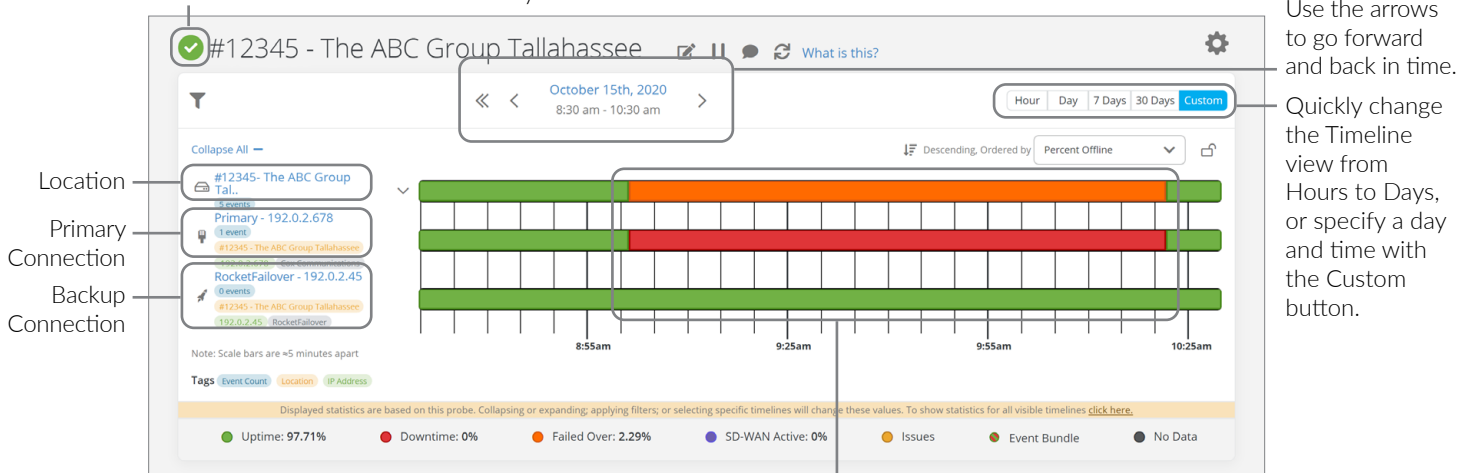 Use the arrows
to go forward
and back in time.
#12345 - The ABC Group Tallahassee
What is this?
October 15th, 2020
8:30 am - 10:30 am
Hour Day 7 Days 30 Days Custom
Quickly change
the Timeline
view from
Hours to Days,
or specify a day
and time with
the Custom
button.
Collapse All
Descending, Ordered by Percent Offline
Location
#12345- The ABC Group
Tal..
5 events
Primary
Connection
Primary - 192.0.2.678
1 event
#12345 - The ABC Group Tallahassee
192.0.2.678 Cox Communications
Backup
Connection
RocketFailover - 192.0.2.45
0 events
#12345 - The ABC Group Tallahassee
192.0.2.45 RocketFailover
8:55am 9:25am 9:55am 10:25am
Note: Scale bars are ≈5 minutes apart
Tags Event Count Location IP Address
Displayed statistics are based on this probe. Collapsing or expanding; applying filters; or selecting specific timelines will change these values. To show statistics for all visible timelines click here.
Uptime: 97.71% Downtime: 0% Failed Over: 2.29% SD-WAN Active: 0% Issues Event Bundle No Data